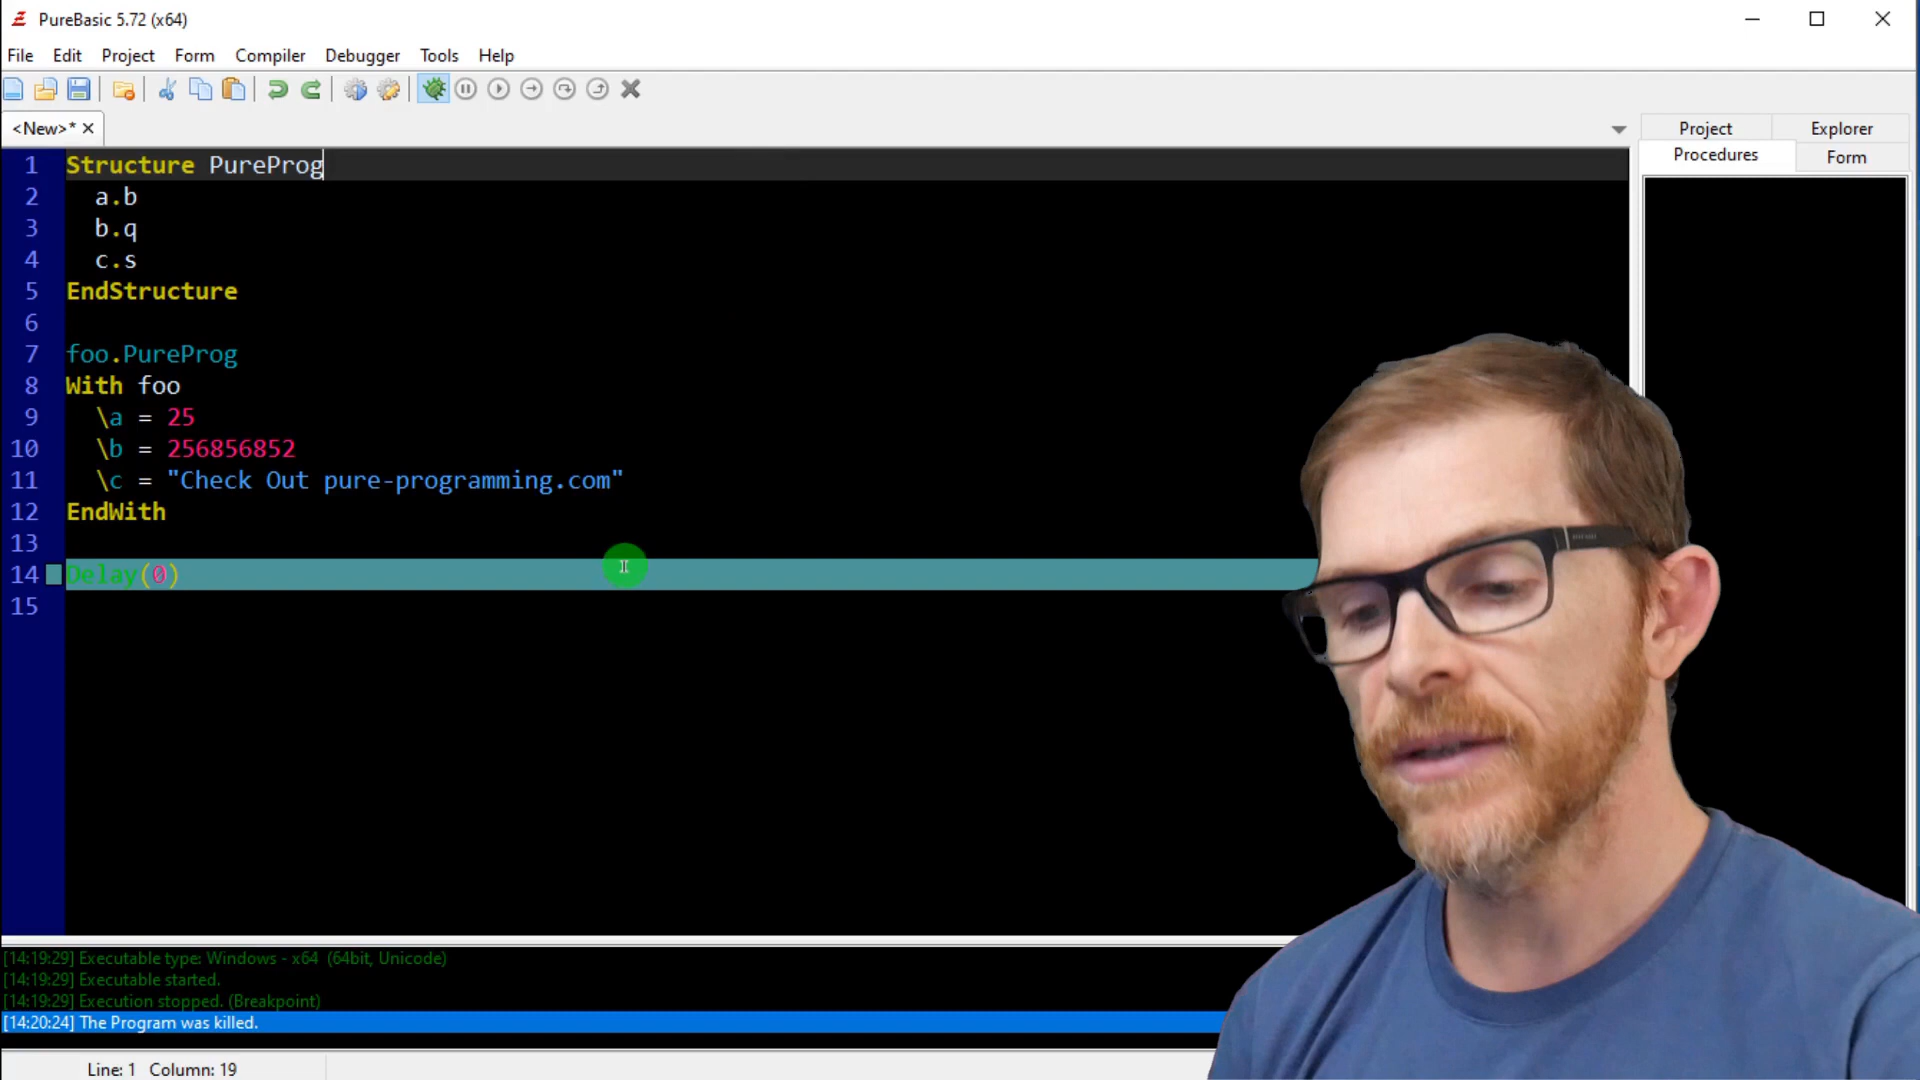 PureBasic 5.72 (x64)
File Edit Project Form Compiler Debugger Tools Help
<New>*
Project Explorer
Procedures Form
1 Structure PureProg
2 a.b
3 b.q
4 c.s
5 EndStructure
6
7 foo.PureProg
8 With foo
9 \a = 25
10 \b = 256856852
11 \c = "Check Out pure-programming.com"
12 EndWith
13
14 Delay(0)
15
[14:19:29] Executable type: Windows - x64 (64bit, Unicode)
[14:19:29] Executable started.
[14:19:29] Execution stopped. (Breakpoint)
[14:20:24] The Program was killed.
Line: 1 Column: 19